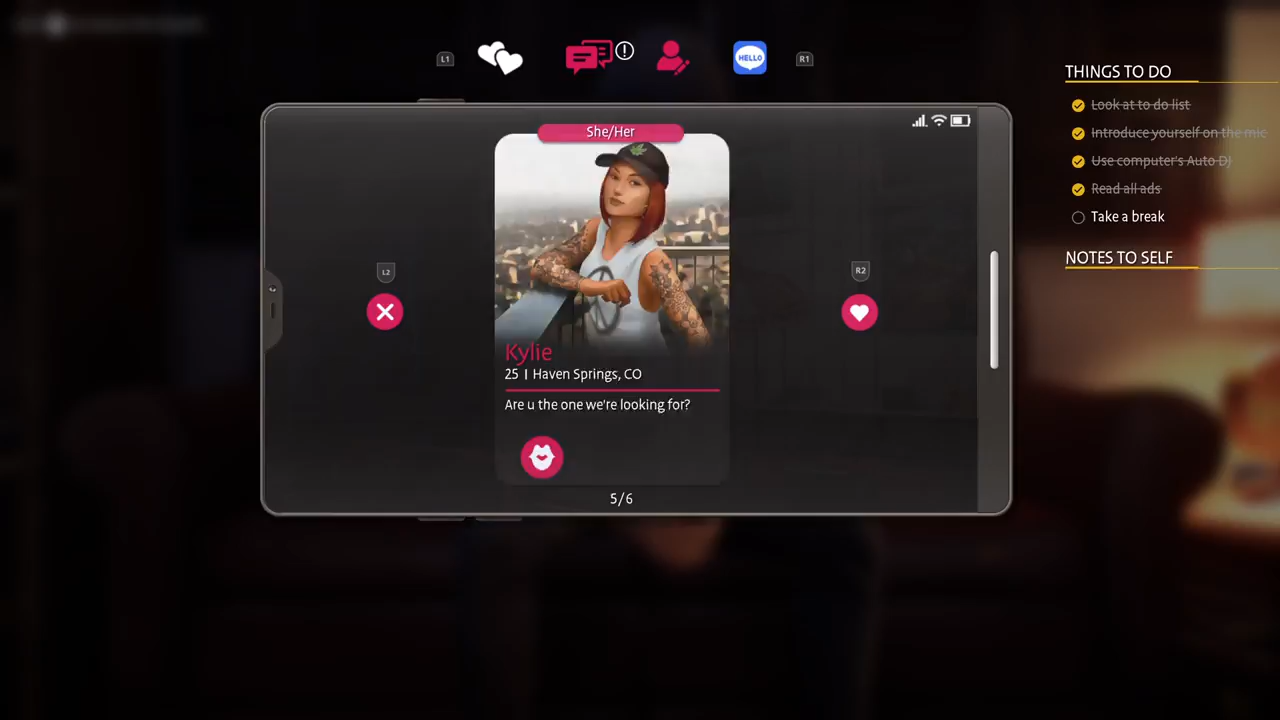 L1
HELLO
R1
THINGS TO DO
Look at to do list
Introduce yourself on the mic
Use computer's Auto DJ
Read all ads
Take a break
NOTES TO SELF
She/Her
L2
R2
Kylie
25 | Haven Springs, CO
Are u the one we're looking for?
5/6